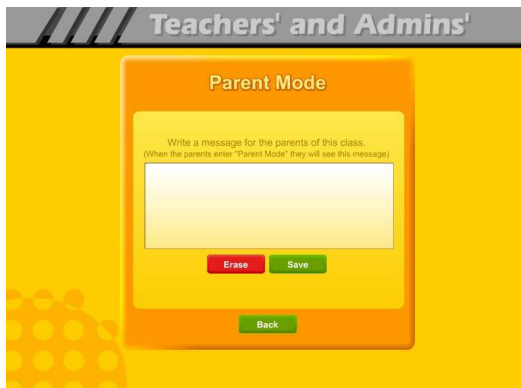 Teachers' and Admins'
Parent Mode
Write a message for the parents of this class.
(When the parents enter "Parent Mode" they will see this message)
Erase Save
Back